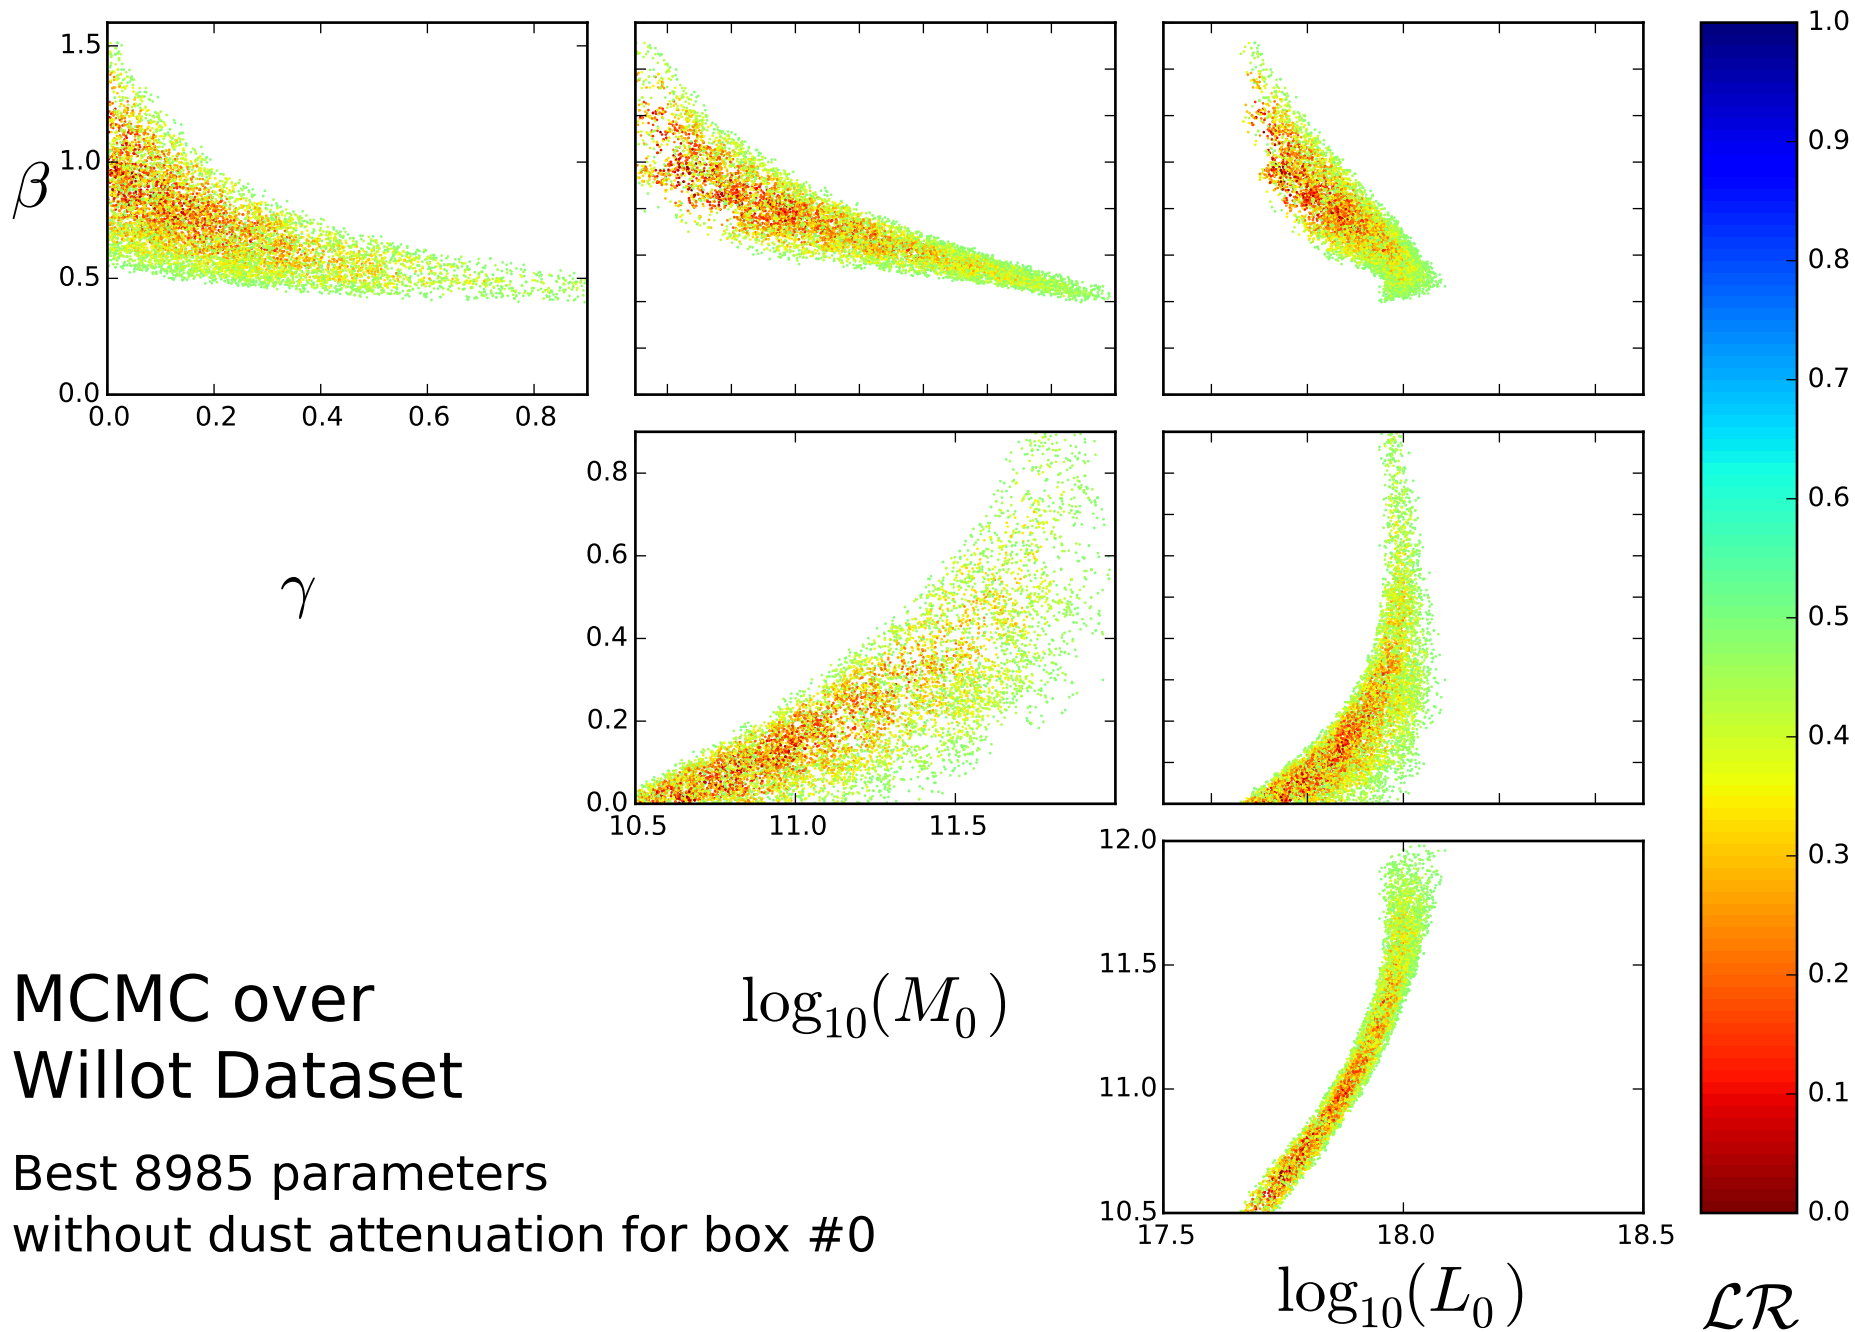 1.5
1.0
0.5
0.0
β
0.0 0.2 0.4 0.6 0.8
γ
0.8
0.6
0.4
0.2
0.0
10.5 11.0 11.5
log10(M0)
12.0
11.5
11.0
10.5
17.5 18.0 18.5
log10(L0)
1.0
0.9
0.8
0.7
0.6
0.5
0.4
0.3
0.2
0.1
0.0
ℒℛ
MCMC over
Willot Dataset
Best 8985 parameters
without dust attenuation for box #0